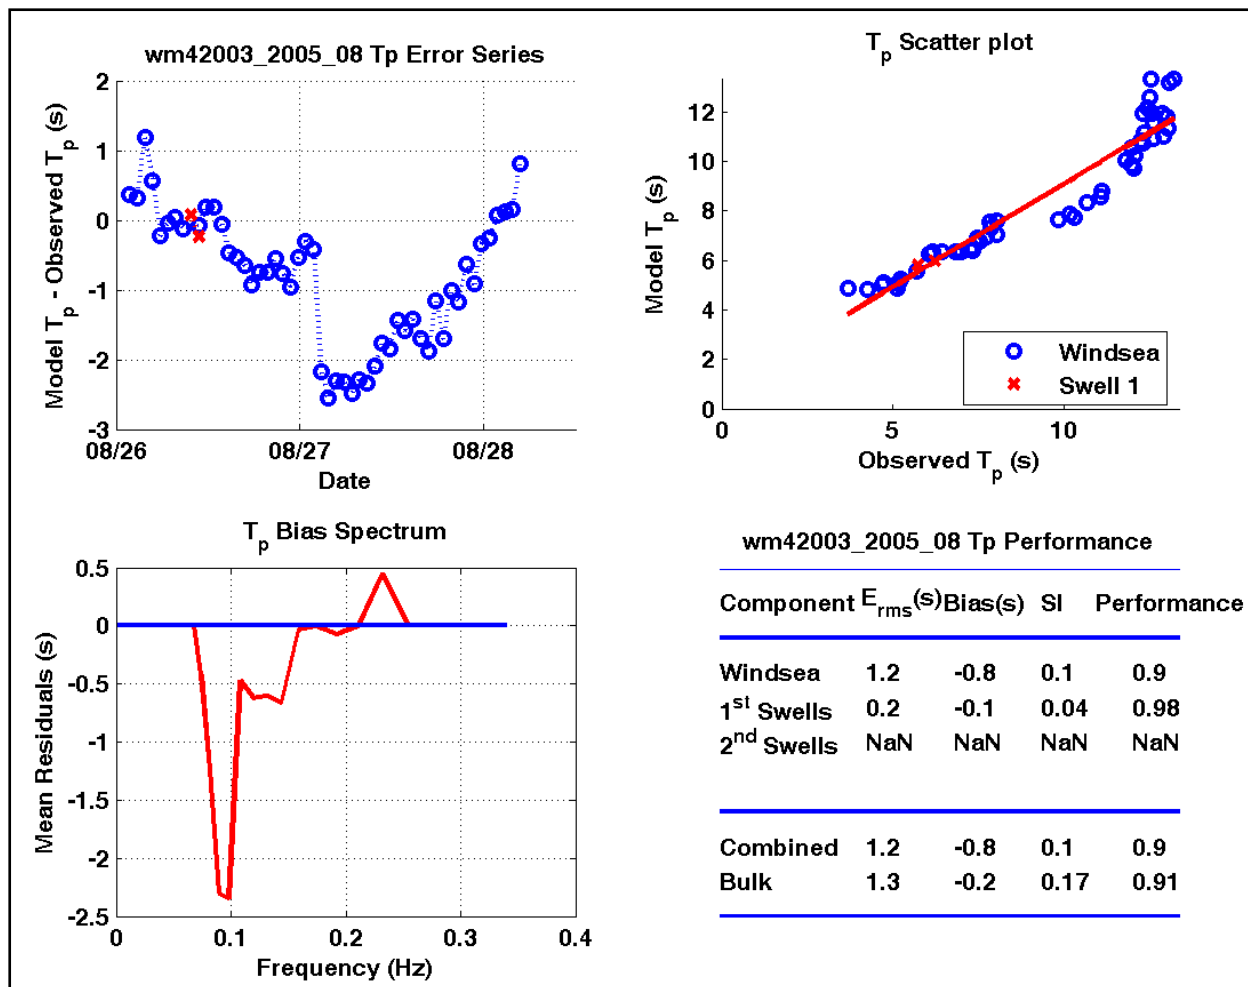 wm42003_2005_08 Tp Error Series
2
1
0
-1
-2
-3
Model Tp - Observed Tp (s)
08/26
08/27
08/28
Date
Tp Scatter plot
12
10
8
6
4
2
0
Model Tp (s)
Windsea
Swell 1
0
5
10
Observed Tp (s)
Tp Bias Spectrum
0.5
0
-0.5
-1
-1.5
-2
-2.5
Mean Residuals (s)
0
0.1
0.2
0.3
0.4
Frequency (Hz)
wm42003_2005_08 Tp Performance
Component Erms(s) Bias(s) SI Performance
Windsea 1.2 -0.8 0.1 0.9
1st Swells 0.2 -0.1 0.04 0.98
2nd Swells NaN NaN NaN NaN
Combined 1.2 -0.8 0.1 0.9
Bulk 1.3 -0.2 0.17 0.91